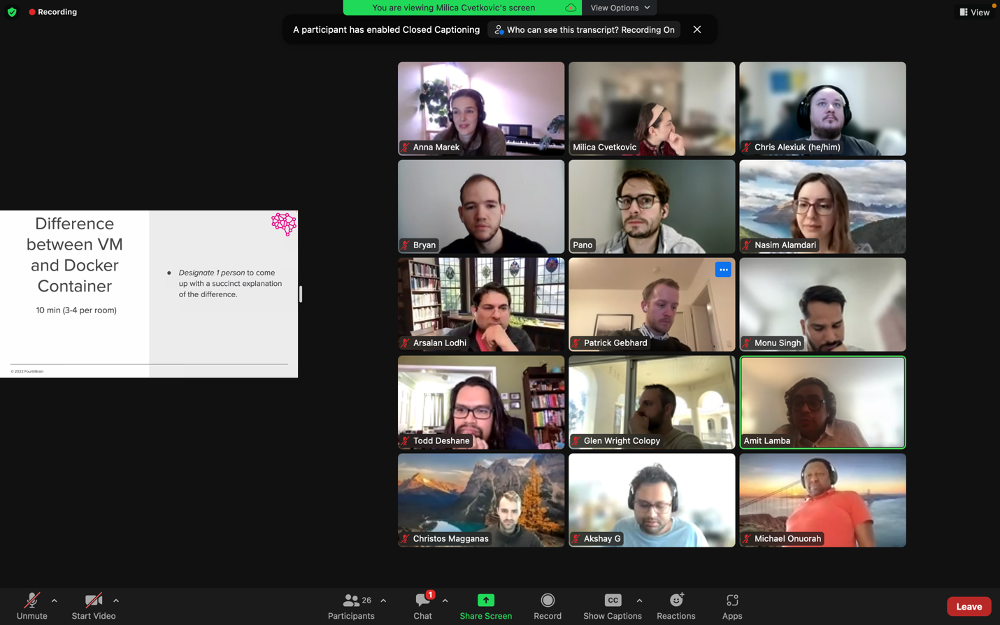 Recording
You are viewing Milica Cvetkovic's screen
View Options
View
A participant has enabled Closed Captioning
Who can see this transcript? Recording On
Difference
between VM
and Docker
Container
10 min (3-4 per room)
Designate 1 person to come
up with a succinct explanation
of the difference.
© 2022 FourthBrain
Anna Marek
Milica Cvetkovic
Chris Alexiuk (he/him)
Bryan
Pano
Nasim Alamdari
Arsalan Lodhi
Patrick Gebhard
Monu Singh
Todd Deshane
Glen Wright Colopy
Amit Lamba
Christos Magganas
Akshay G
Michael Onuorah
Unmute
Start Video
26
Participants
1
Chat
Share Screen
Record
CC
Show Captions
Reactions
Apps
Leave